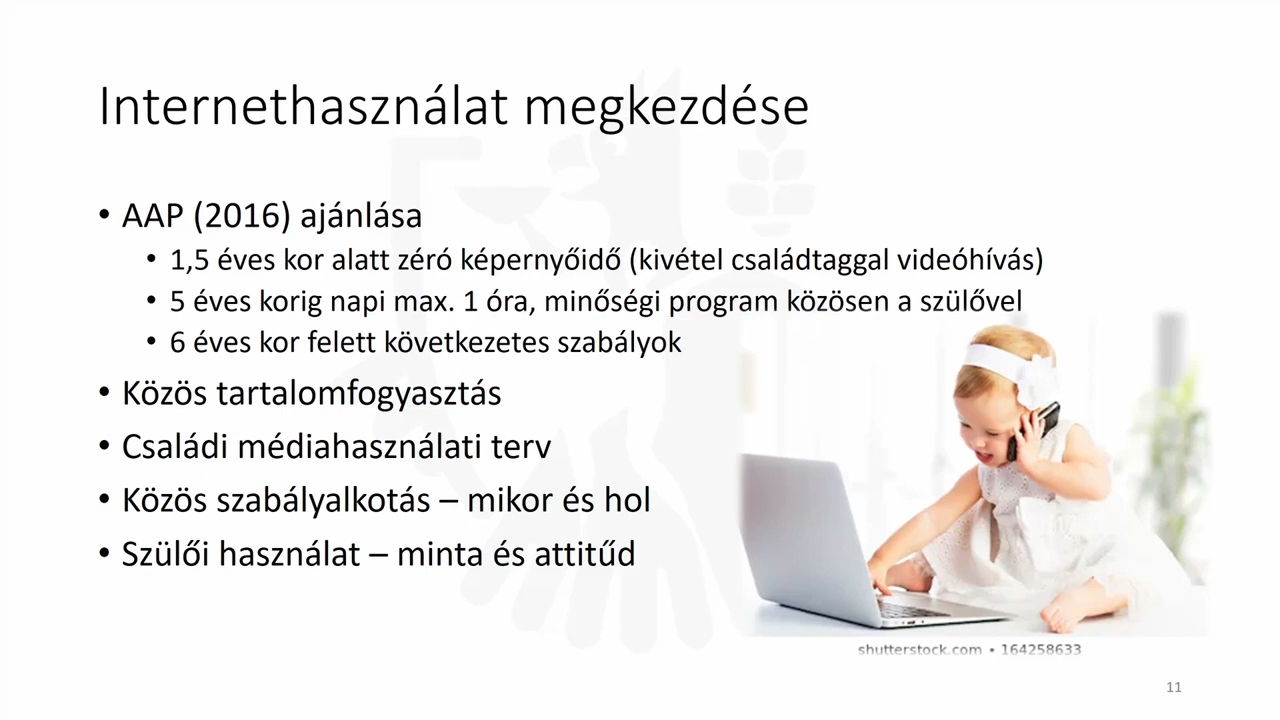 Internethasználat megkezdése
• AAP (2016) ajánlása
• 1,5 éves kor alatt zéró képernyőidő (kivétel családtaggal videóhívás)
• 5 éves korig napi max. 1 óra, minőségi program közösen a szülővel
• 6 éves kor felett következetes szabályok
• Közös tartalomfogyasztás
• Családi médiahasználati terv
• Közös szabályalkotás – mikor és hol
• Szülői használat – minta és attitűd
shutterstock.com • 164258633
11